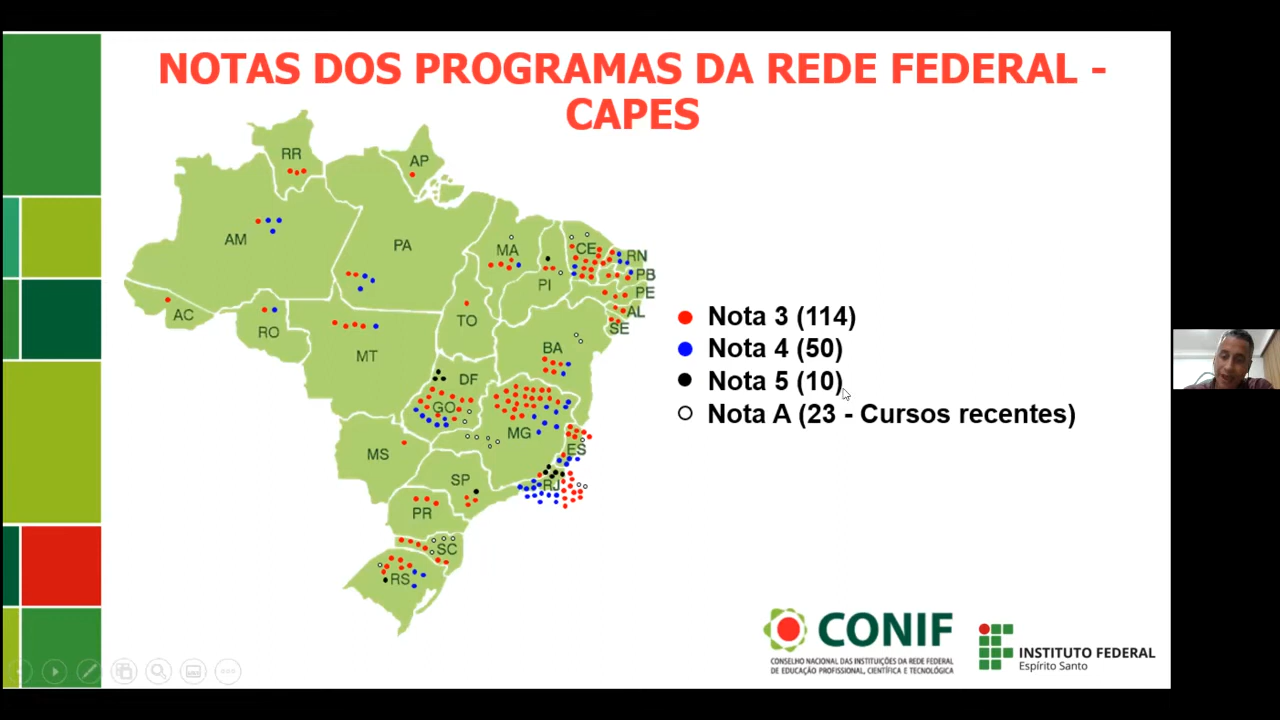 NOTAS DOS PROGRAMAS DA REDE FEDERAL -
CAPES
RR
AP
AM
PA
MA
CE
RN
PB
PI
PE
AL
SE
AC
RO
TO
BA
MT
DF
GO
MG
ES
MS
SP
RJ
PR
SC
RS
Nota 3 (114)
Nota 4 (50)
Nota 5 (10)
Nota A (23 - Cursos recentes)
CONIF
CONSELHO NACIONAL DAS INSTITUIÇÕES DA REDE FEDERAL
DE EDUCAÇÃO PROFISSIONAL, CIENTÍFICA E TECNOLÓGICA
INSTITUTO FEDERAL
Espírito Santo